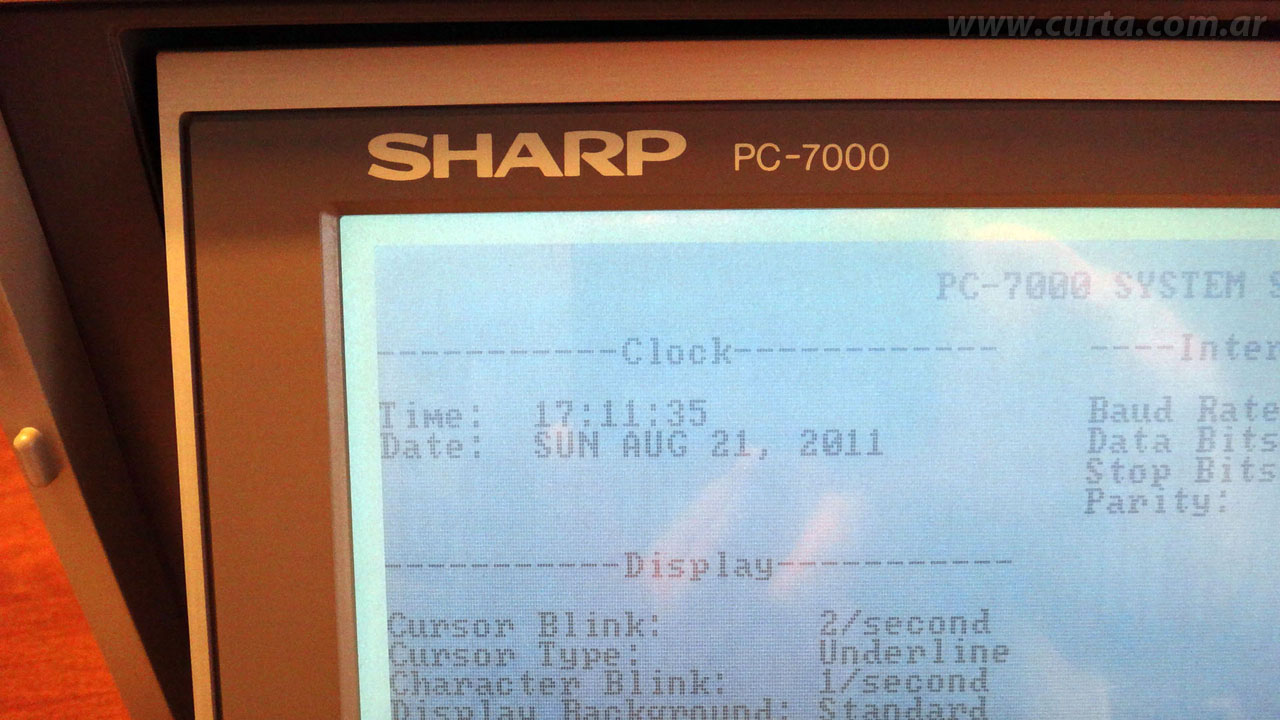 www.curta.com.ar
SHARP PC-7000
PC-7000 SYSTEM
----------Clock------------ ----Inter
Time: 17:11:35
Date: SUN AUG 21, 2011
Baud Rate
Data Bits
Stop Bits
Parity:
-----------Display-----------
Cursor Blink: 2/second
Cursor Type: Underline
Character Blink: 1/second
Display Background: Standard